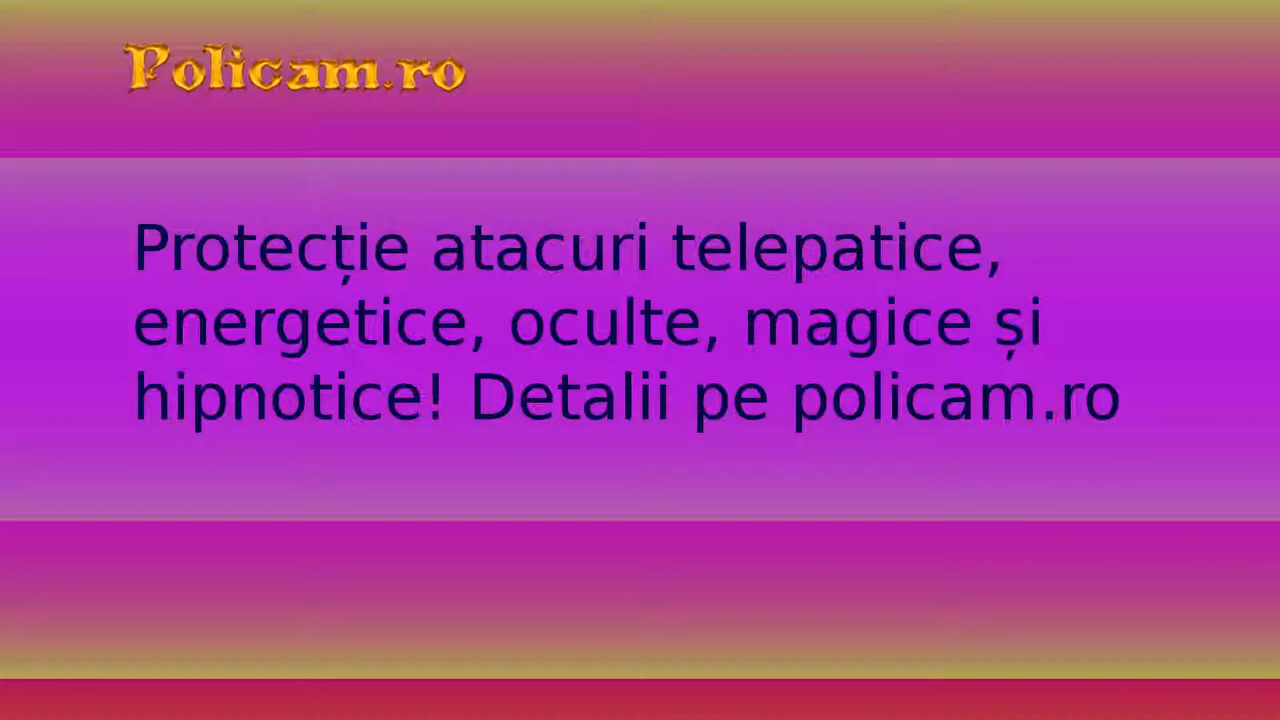 Policam.ro
Protecție atacuri telepatice,
energetice, oculte, magice și
hipnotice! Detalii pe policam.ro